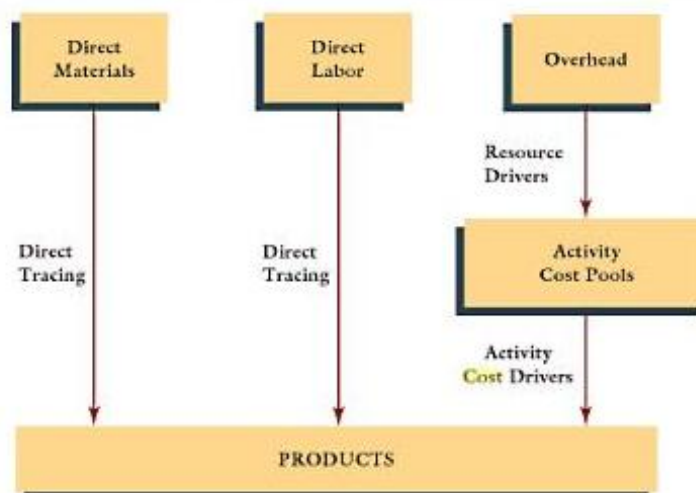 Direct
Materials
Direct
Labor
Overhead
Resource
Drivers
Direct
Tracing
Direct
Tracing
Activity
Cost Pools
Activity
Cost Drivers
PRODUCTS